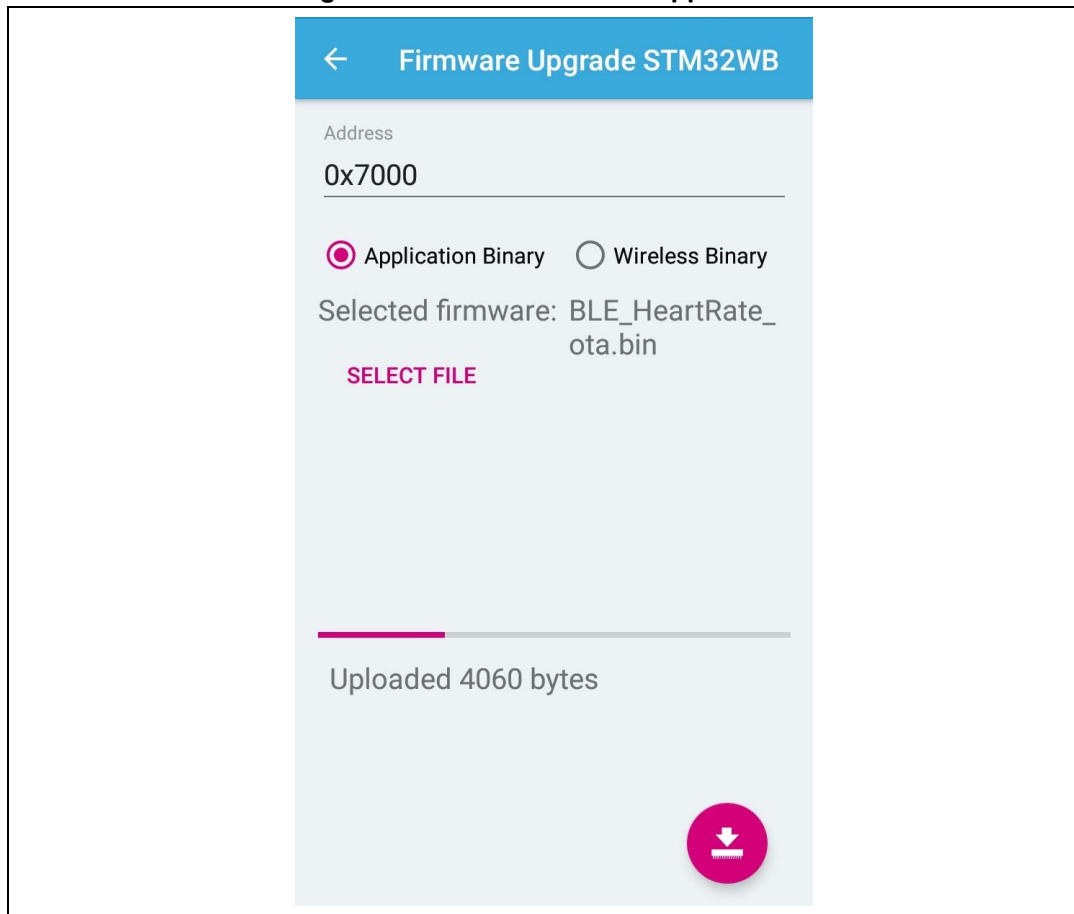 Firmware Upgrade STM32WB
Address
0x7000
Application Binary Wireless Binary
Selected firmware: BLE_HeartRate_
ota.bin
SELECT FILE
Uploaded 4060 bytes